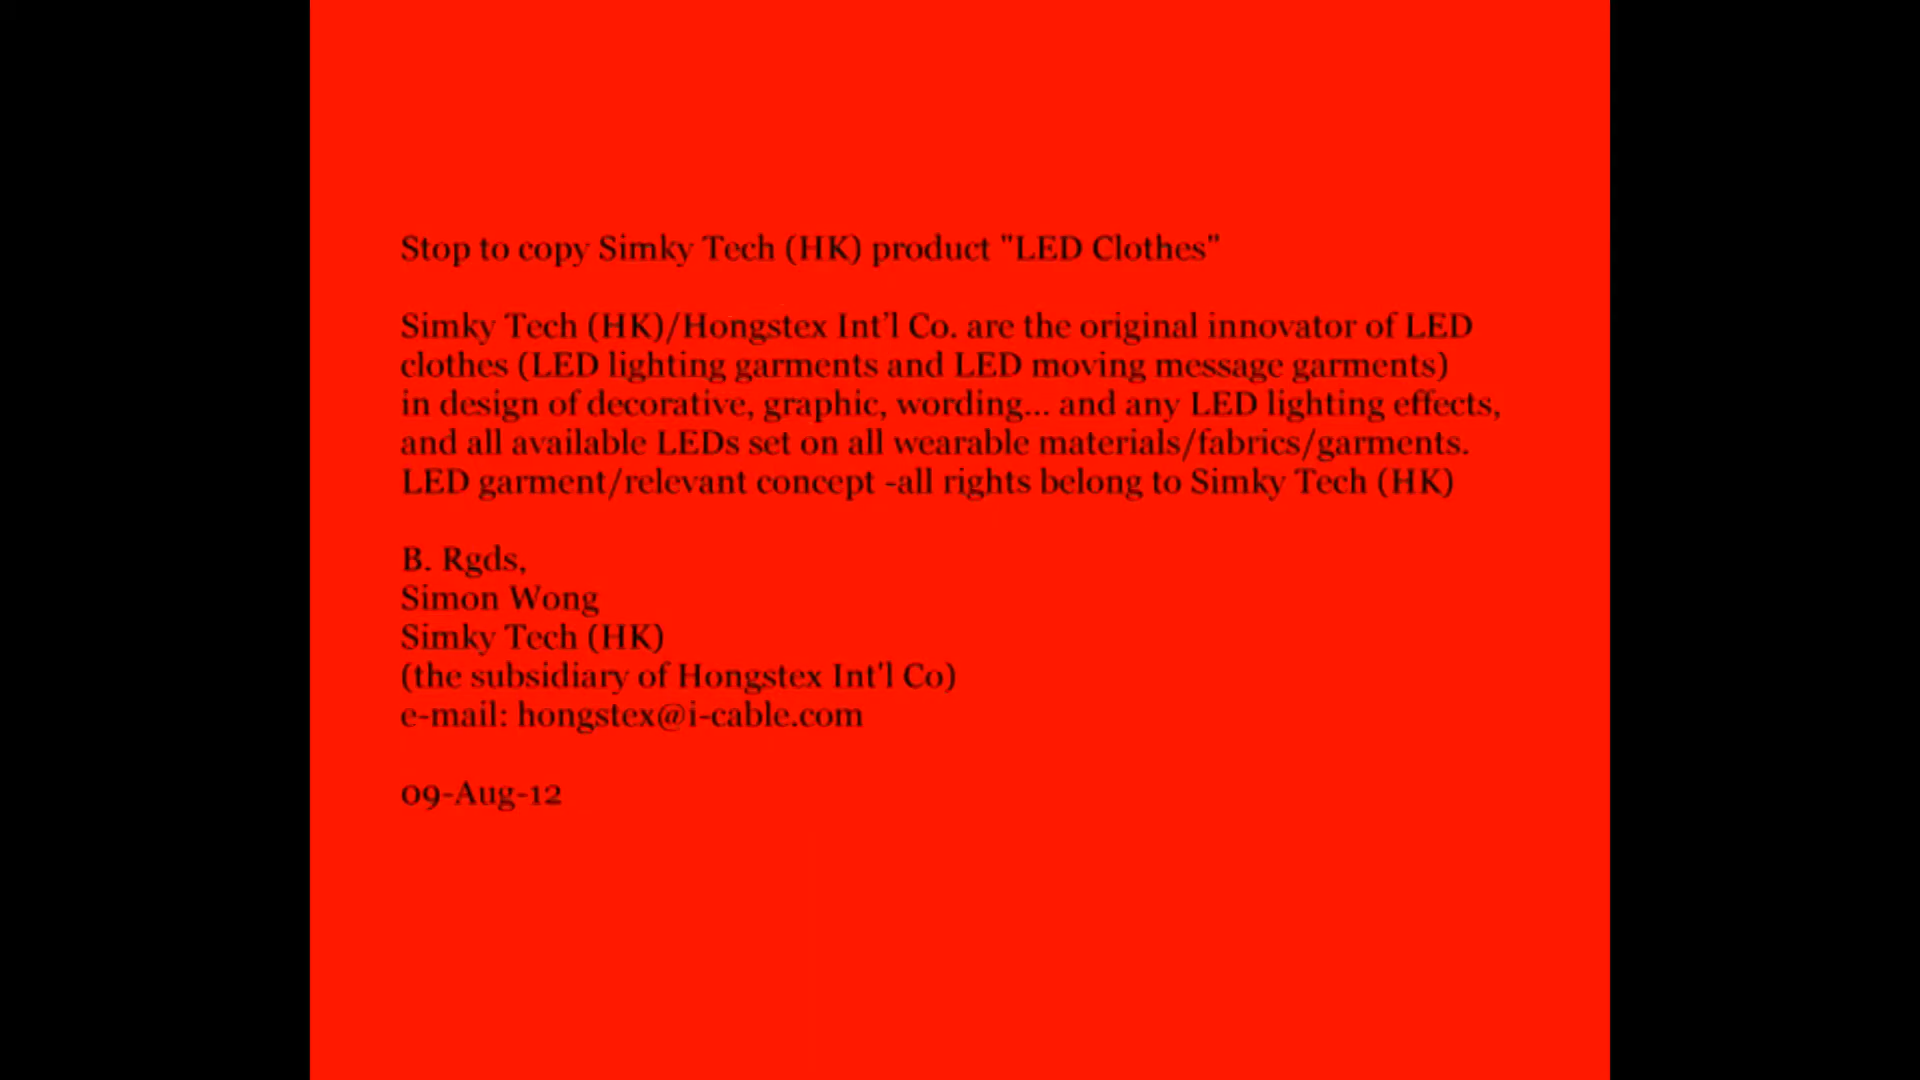 Stop to copy Simky Tech (HK) product "LED Clothes"
Simky Tech (HK)/Hongstex Int’l Co. are the original innovator of LED
clothes (LED lighting garments and LED moving message garments)
in design of decorative, graphic, wording... and any LED lighting effects,
and all available LEDs set on all wearable materials/fabrics/garments.
LED garment/relevant concept -all rights belong to Simky Tech (HK)
B. Rgds,
Simon Wong
Simky Tech (HK)
(the subsidiary of Hongstex Int'l Co)
e-mail: hongstex@i-cable.com
09-Aug-12